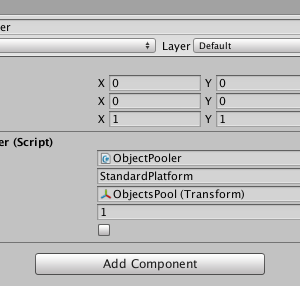 er
Layer Default
X 0 Y 0
X 0 Y 0
X 1 Y 1
er (Script)
ObjectPooler
StandardPlatform
ObjectsPool (Transform)
1
Add Component